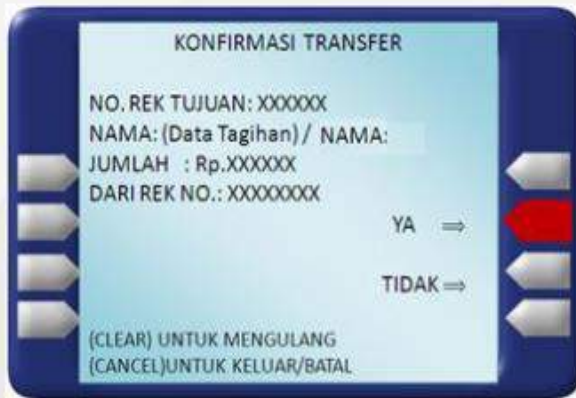 KONFIRMASI TRANSFER
NO. REK TUJUAN: XXXXXX
NAMA: (Data Tagihan) / NAMA:
JUMLAH : Rp.XXXXXX
DARI REK NO.: XXXXXXXX
YA ⇒
TIDAK ⇒
(CLEAR) UNTUK MENGULANG
(CANCEL)UNTUK KELUAR/BATAL